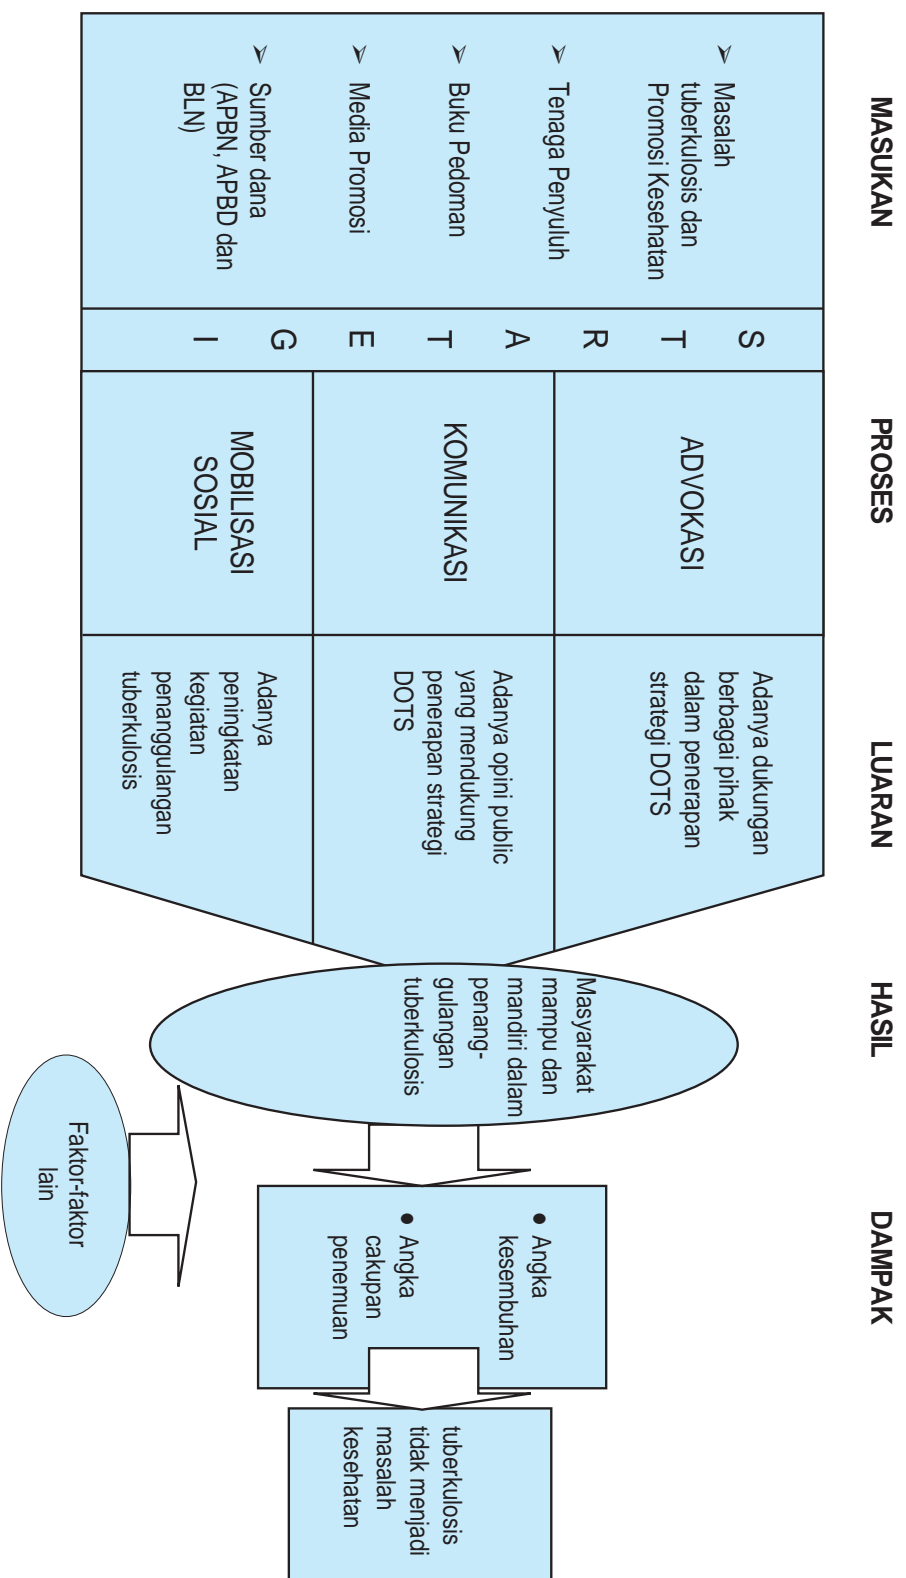 MASUKAN
PROSES
LUARAN
HASIL
DAMPAK
➢ Masalah
tuberkulosis dan
Promosi Kesehatan
➢ Tenaga Penyuluh
➢ Buku Pedoman
➢ Media Promosi
➢ Sumber dana
(APBN, APBD dan
BLN)
S T R A T E G I
ADVOKASI
KOMUNIKASI
MOBILISASI
SOSIAL
Adanya dukungan
berbagai pihak
dalam penerapan
strategi DOTS
Adanya opini public
yang mendukung
penerapan strategi
DOTS
Adanya
peningkatan
kegiatan
penanggulangan
tuberkulosis
Masyarakat
mampu dan
mandiri dalam
penang-
gulangan
tuberkulosis
Faktor-faktor
lain
● Angka
kesembuhan
● Angka
cakupan
penemuan
tuberkulosis
tidak menjadi
masalah
kesehatan